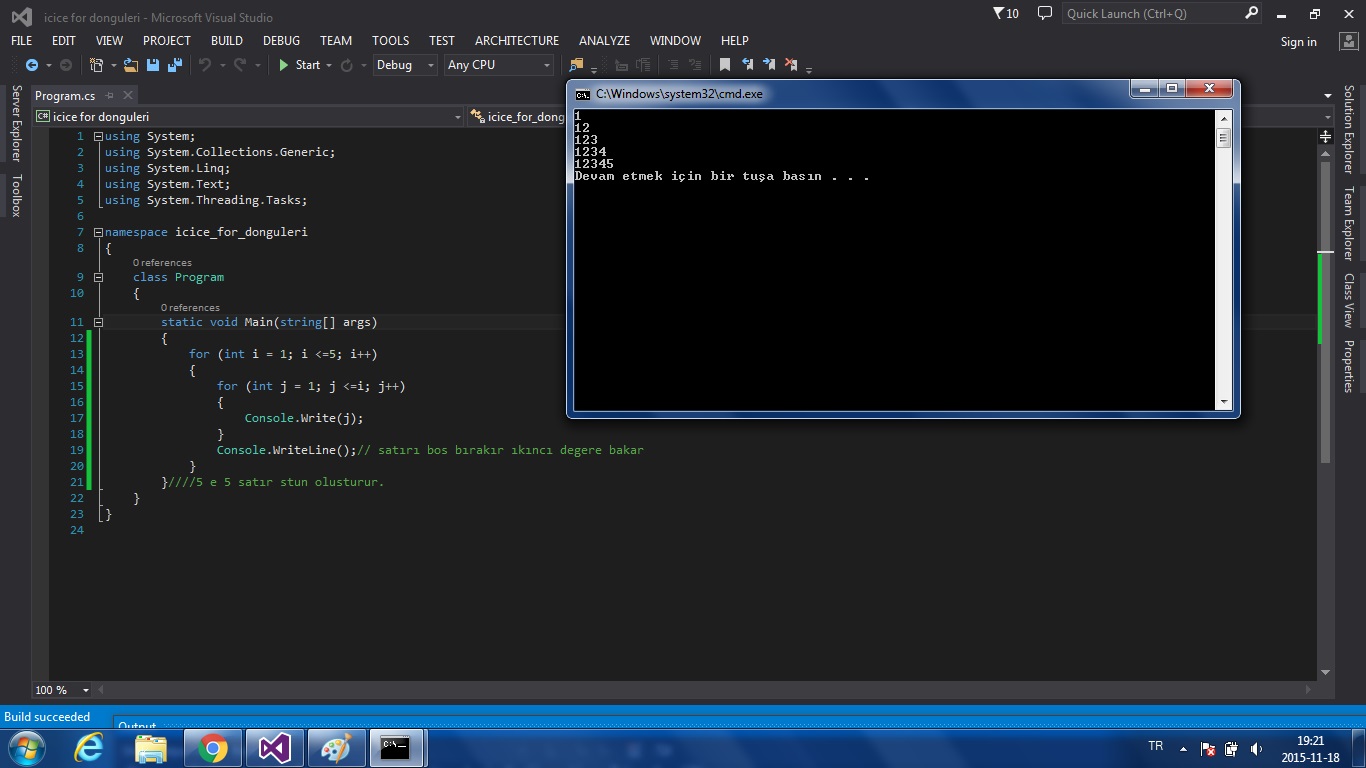 icice for donguleri - Microsoft Visual Studio
10
Quick Launch (Ctrl+Q)
FILE EDIT VIEW PROJECT BUILD DEBUG TEAM TOOLS TEST ARCHITECTURE ANALYZE WINDOW HELP
Sign in
Start Debug Any CPU
Server Explorer
Toolbox
Program.cs
icice for donguleri
icice_for_dong
1 using System;
2 using System.Collections.Generic;
3 using System.Linq;
4 using System.Text;
5 using System.Threading.Tasks;
6
7 namespace icice_for_donguleri
8 {
0 references
9 class Program
10 {
0 references
11 static void Main(string[] args)
12 {
13 for (int i = 1; i <=5; i++)
14 {
15 for (int j = 1; j <=i; j++)
16 {
17 Console.Write(j);
18 }
19 Console.WriteLine();// satırı bos bırakır ıkıncı degere bakar
20 }
21 }////5 e 5 satır stun olusturur.
22 }
23 }
24
C:\Windows\system32\cmd.exe
1
12
123
1234
12345
Devam etmek için bir tuşa basın . . .
Solution Explorer
Team Explorer
Class View
Properties
100 %
Build succeeded
Output
TR
19:21
2015-11-18